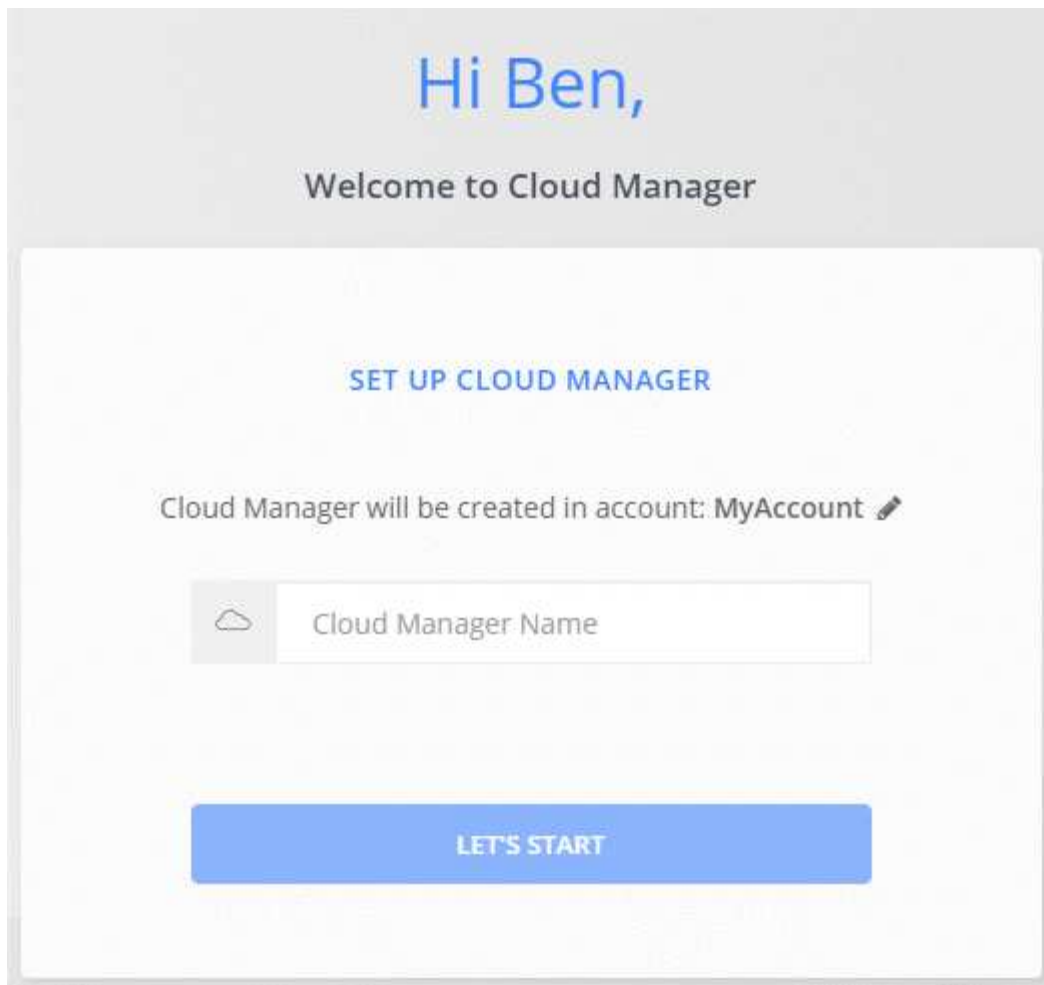 Hi Ben,
Welcome to Cloud Manager
SET UP CLOUD MANAGER
Cloud Manager will be created in account: MyAccount
Cloud Manager Name
LET'S START